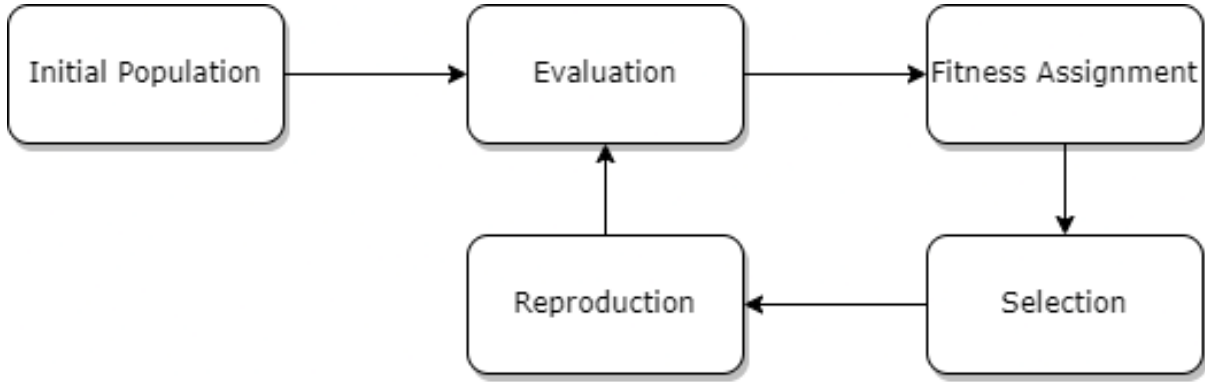 Initial Population
Evaluation
Fitness Assignment
Reproduction
Selection